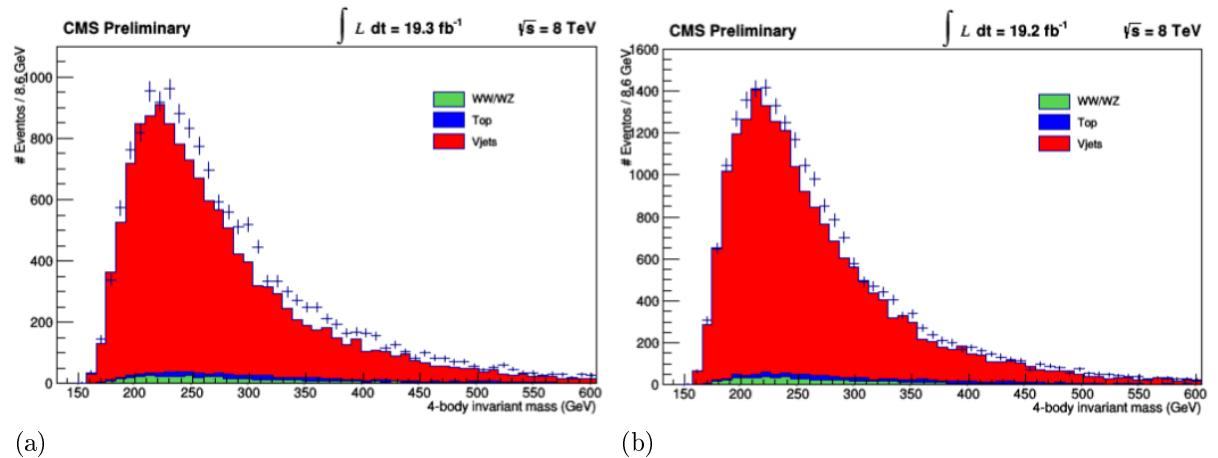 CMS Preliminary ∫ L dt = 19.3 fb⁻¹ √s = 8 TeV
# Eventos / 8.6 GeV
1000
800
600
400
200
0
WW/WZ
Top
Vjets
150 200 250 300 350 400 450 500 550 600
4-body invariant mass (GeV)
(a)
CMS Preliminary ∫ L dt = 19.2 fb⁻¹ √s = 8 TeV
# Eventos / 8.6 GeV
1600
1400
1200
1000
800
600
400
200
0
WW/WZ
Top
Vjets
150 200 250 300 350 400 450 500 550 600
4-body invariant mass (GeV)
(b)